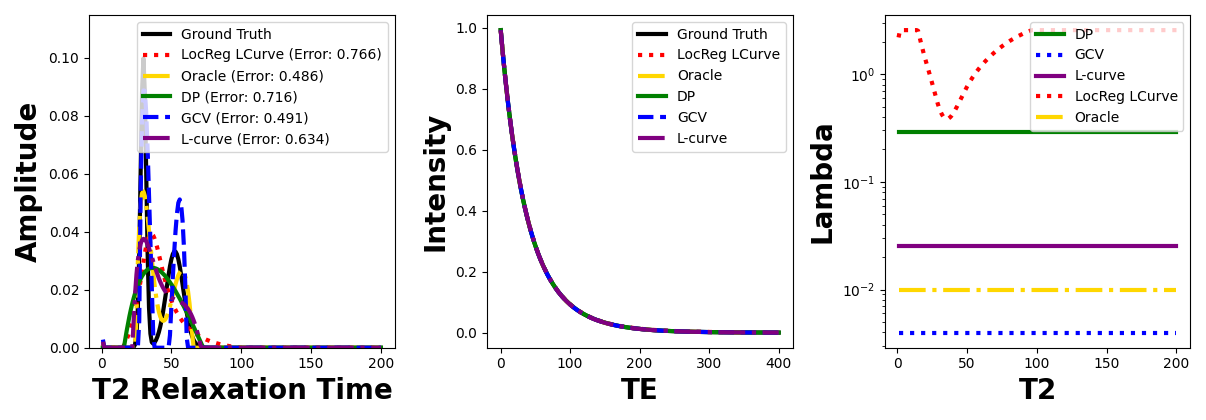 Amplitude
0.00
0.02
0.04
0.06
0.08
0.10
0
50
100
150
200
T2 Relaxation Time
Ground Truth
LocReg LCurve (Error: 0.766)
Oracle (Error: 0.486)
DP (Error: 0.716)
GCV (Error: 0.491)
L-curve (Error: 0.634)
Intensity
0.0
0.2
0.4
0.6
0.8
1.0
0
100
200
300
400
TE
Ground Truth
LocReg LCurve
Oracle
DP
GCV
L-curve
Lambda
10⁻²
10⁻¹
10⁰
0
50
100
150
200
T2
DP
GCV
L-curve
LocReg LCurve
Oracle